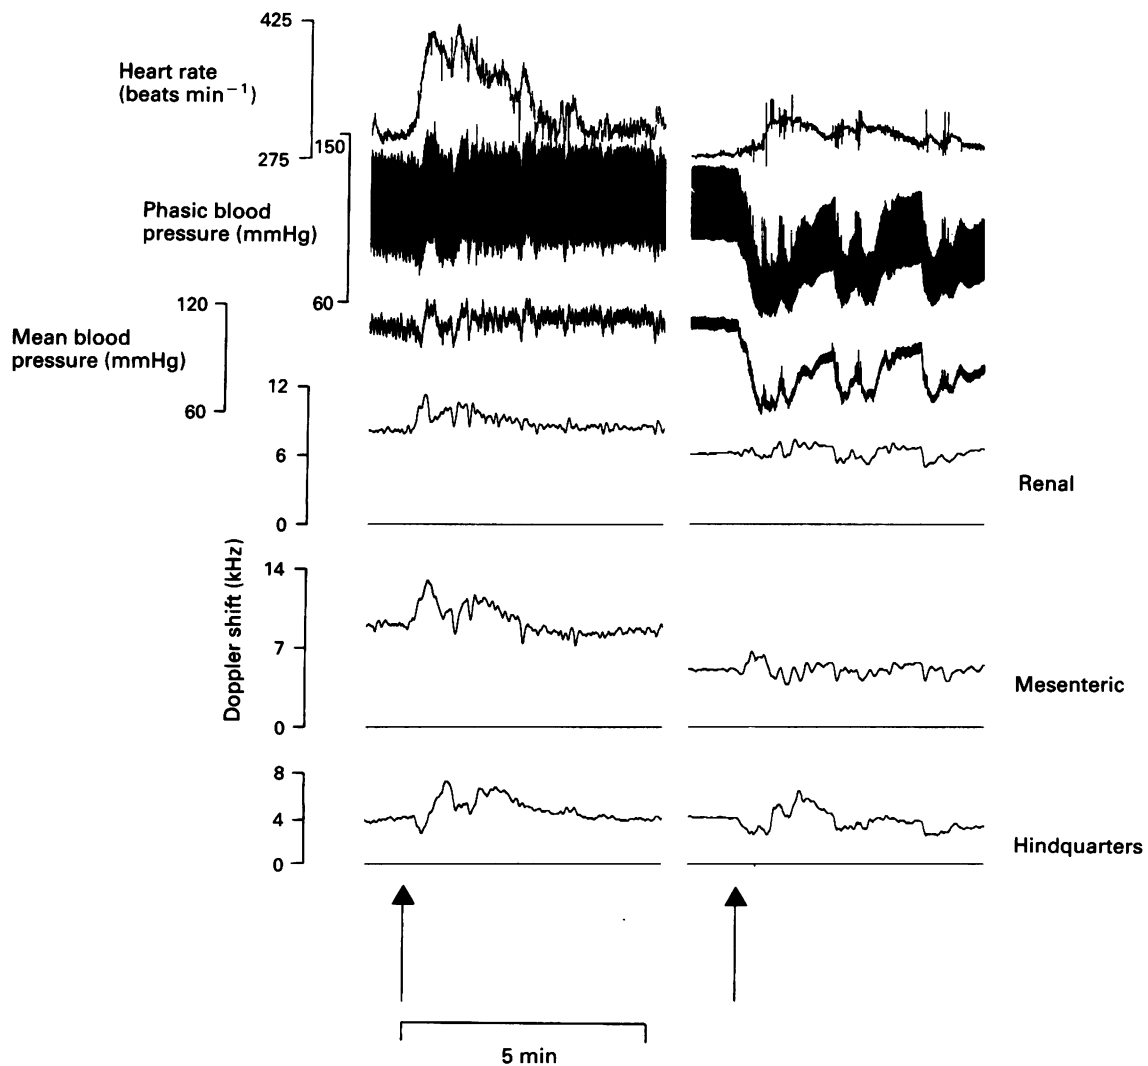 425
Heart rate
(beats min⁻¹)
275
150
Phasic blood
pressure (mmHg)
60
120
Mean blood
pressure (mmHg)
60
12
6
0
Renal
Doppler shift (kHz)
14
7
0
Mesenteric
8
4
0
Hindquarters
5 min